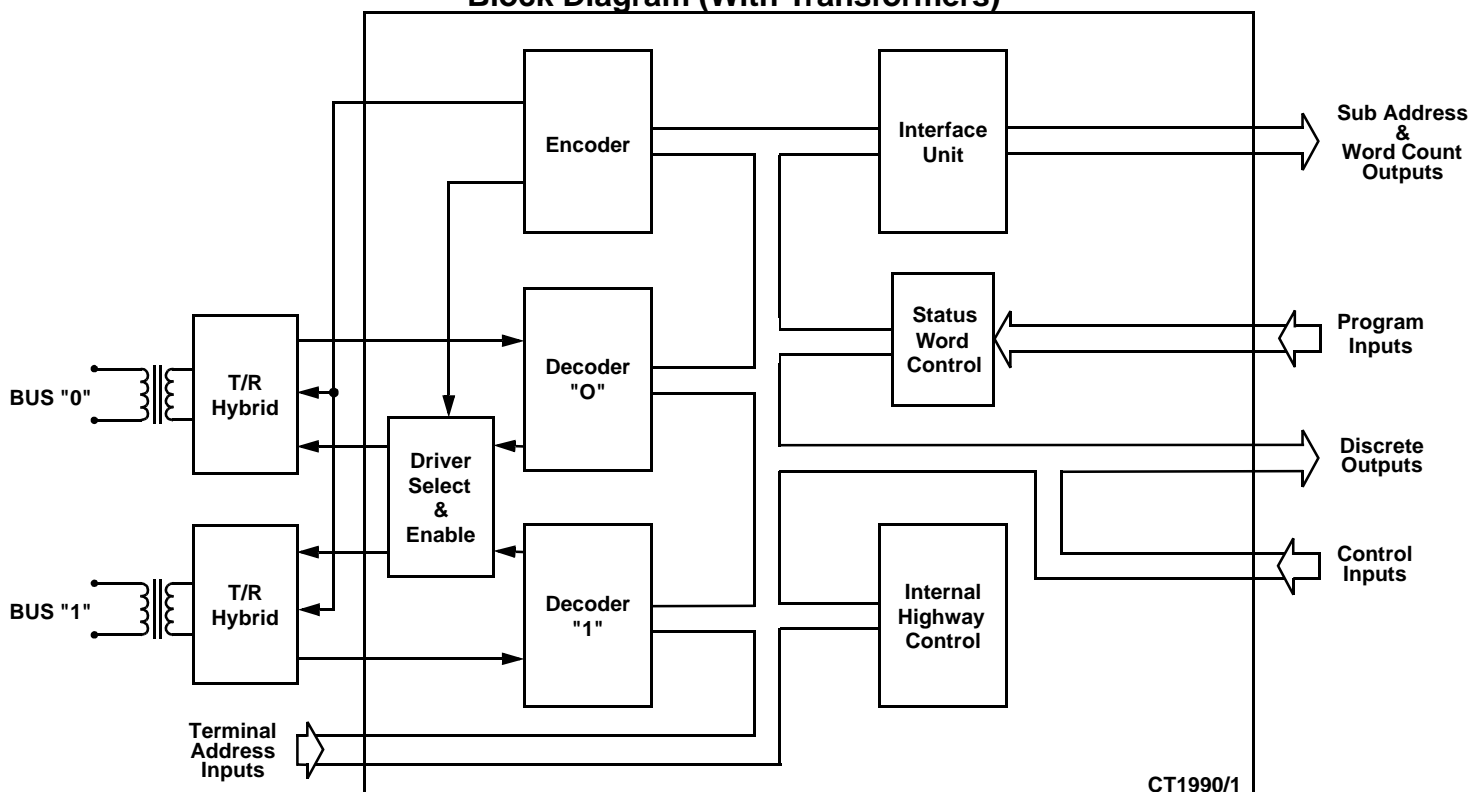 Block Diagram (With Transformers)
Encoder
Interface
Unit
Sub Address
&
Word Count
Outputs
Status
Word
Control
Program
Inputs
T/R
Hybrid
Decoder
"O"
BUS "0"
Driver
Select
&
Enable
Discrete
Outputs
Control
Inputs
T/R
Hybrid
Decoder
"1"
BUS "1"
Internal
Highway
Control
Terminal
Address
Inputs
CT1990/1